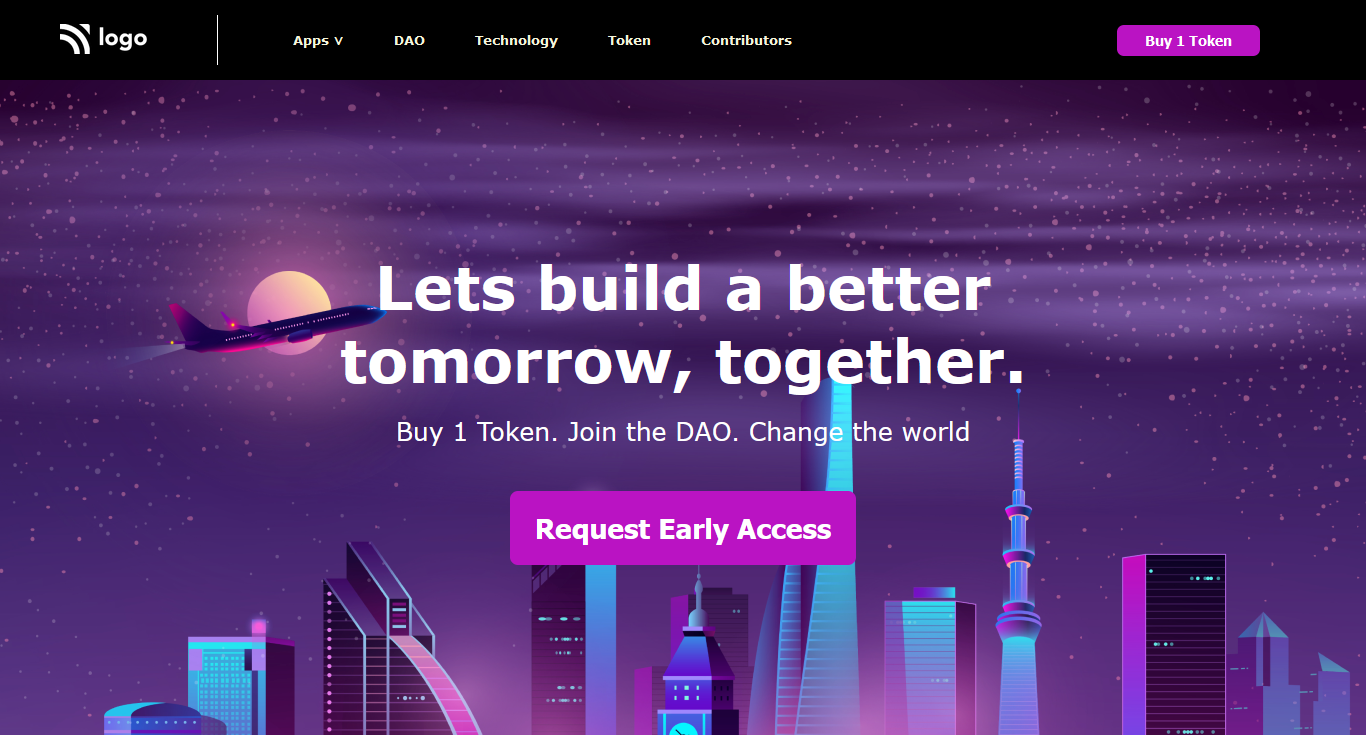 logo
Apps V
DAO
Technology
Token
Contributors
Buy 1 Token
Lets build a better
tomorrow, together.
Buy 1 Token. Join the DAO. Change the world
Request Early Access